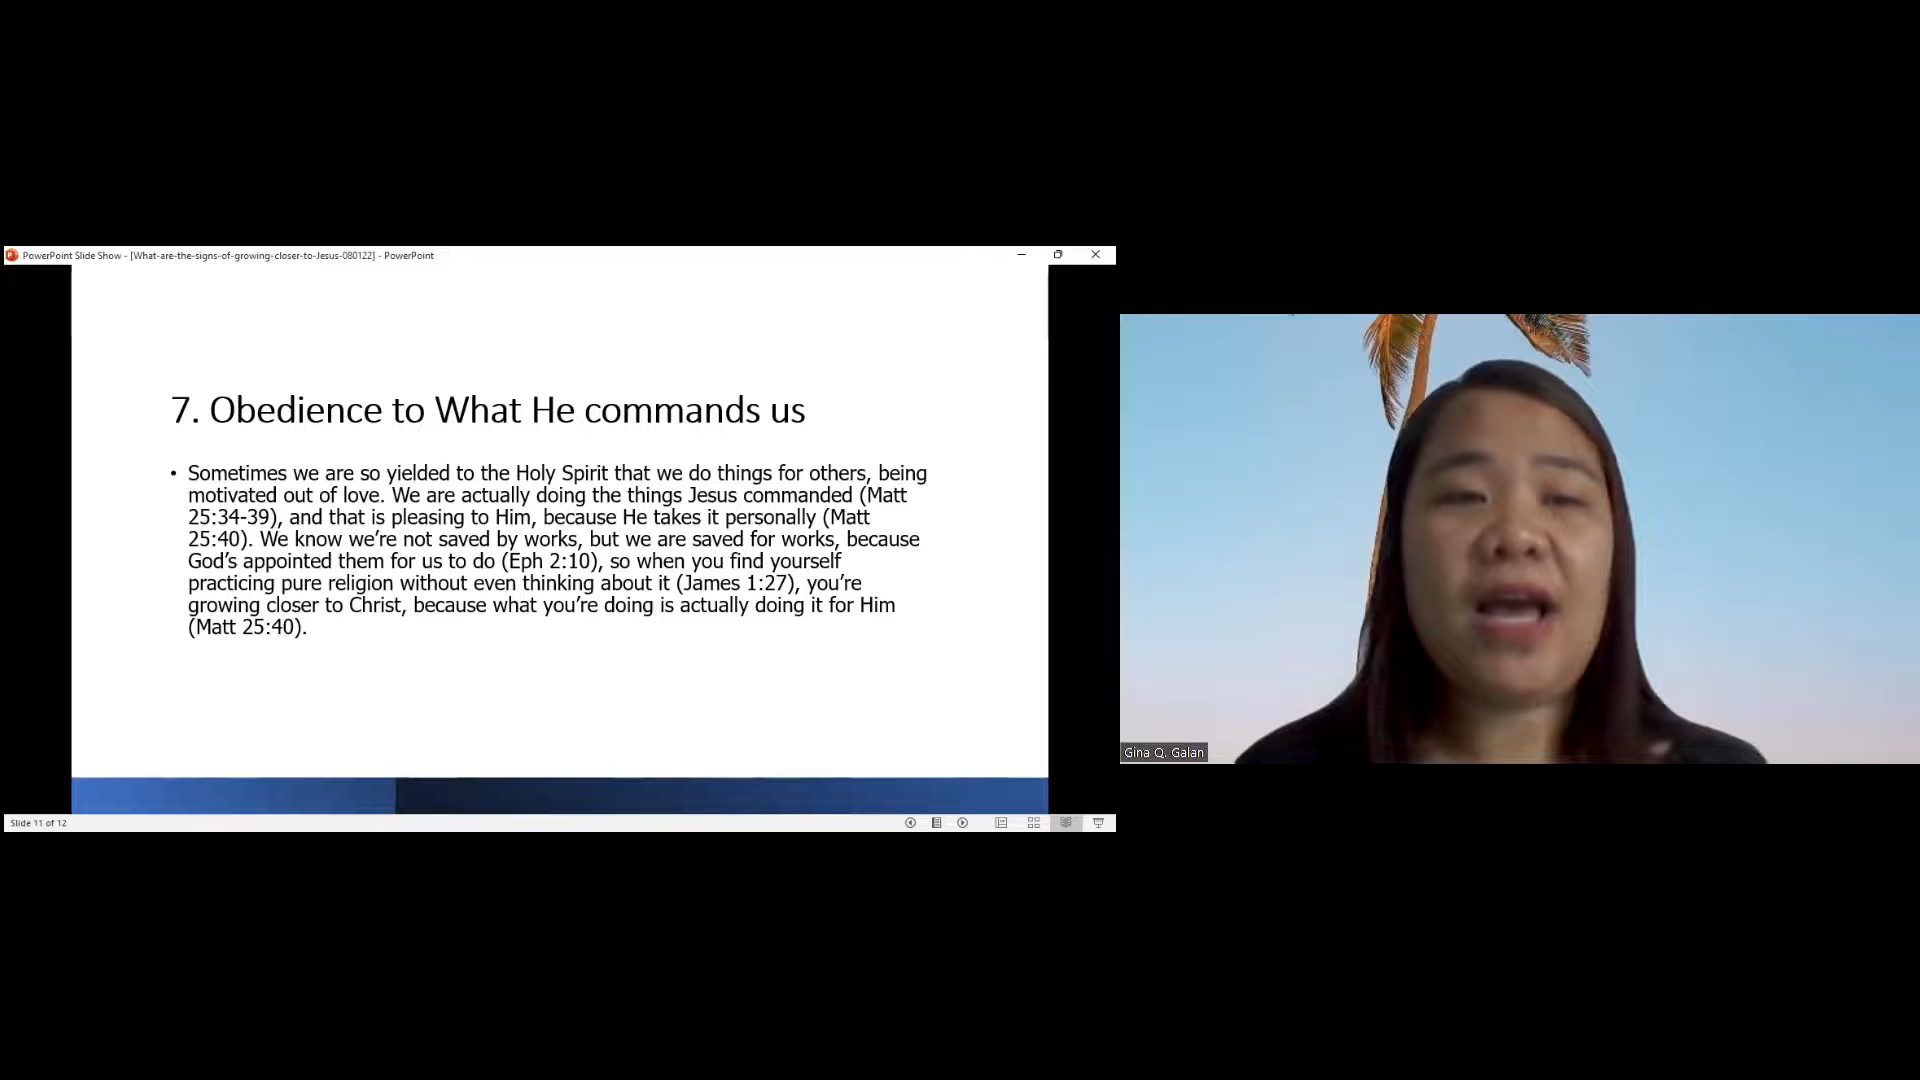 PowerPoint Slide Show - [What-are-the-signs-of-growing-closer-to-Jesus-080122] - PowerPoint
7. Obedience to What He commands us
• Sometimes we are so yielded to the Holy Spirit that we do things for others, being
motivated out of love. We are actually doing the things Jesus commanded (Matt
25:34-39), and that is pleasing to Him, because He takes it personally (Matt
25:40). We know we’re not saved by works, but we are saved for works, because
God’s appointed them for us to do (Eph 2:10), so when you find yourself
practicing pure religion without even thinking about it (James 1:27), you’re
growing closer to Christ, because what you’re doing is actually doing it for Him
(Matt 25:40).
Slide 11 of 12
Gina Q. Galan